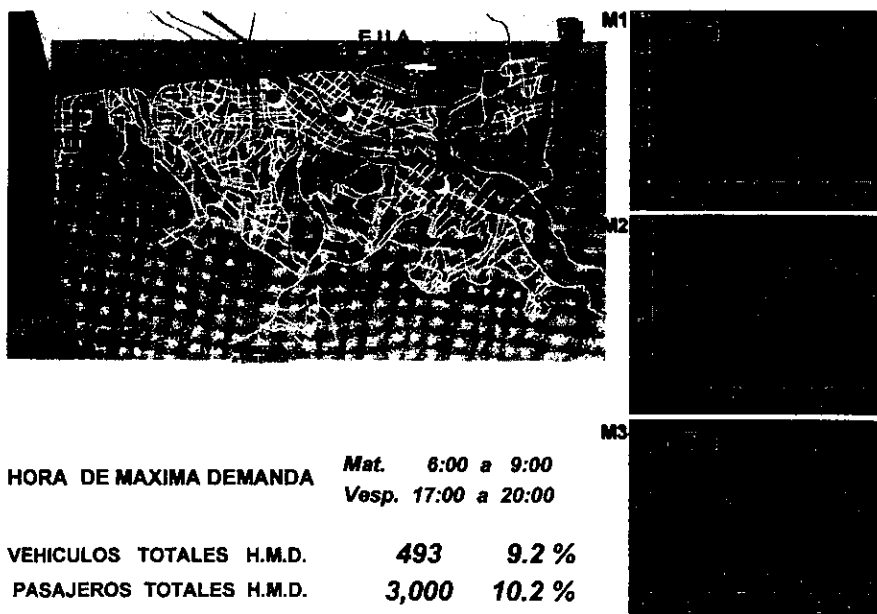 E.U.A.
M1
M2
M3
HORA DE MAXIMA DEMANDA
Mat. 6:00 a 9:00
Vesp. 17:00 a 20:00
VEHICULOS TOTALES H.M.D. 493 9.2 %
PASAJEROS TOTALES H.M.D. 3,000 10.2 %